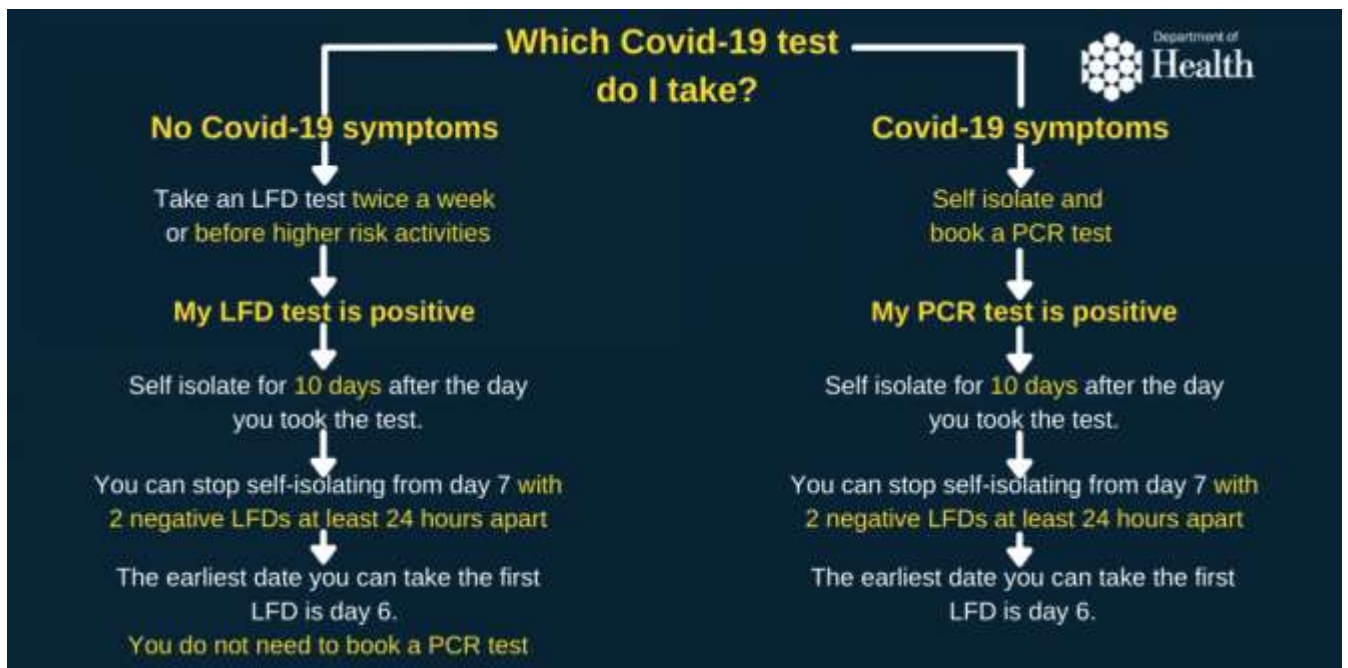 Which Covid-19 test
do I take?
Department of
Health
No Covid-19 symptoms
Take an LFD test twice a week
or before higher risk activities
My LFD test is positive
Self isolate for 10 days after the day
you took the test.
You can stop self-isolating from day 7 with
2 negative LFDs at least 24 hours apart
The earliest date you can take the first
LFD is day 6.
You do not need to book a PCR test
Covid-19 symptoms
Self isolate and
book a PCR test
My PCR test is positive
Self isolate for 10 days after the day
you took the test.
You can stop self-isolating from day 7 with
2 negative LFDs at least 24 hours apart
The earliest date you can take the first
LFD is day 6.